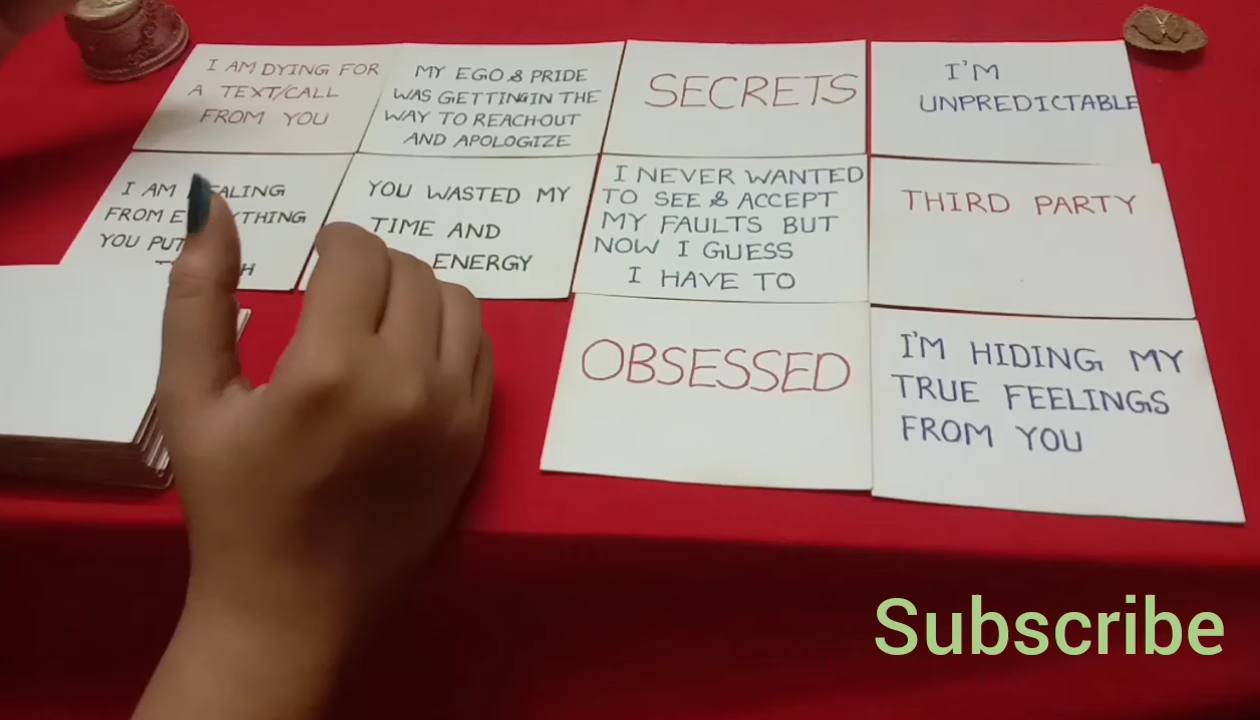 I AM DYING FOR
A TEXT/CALL
FROM YOU
MY EGO & PRIDE
WAS GETTING IN THE
WAY TO REACHOUT
AND APOLOGIZE
SECRETS
I'M
UNPREDICTABLE
I AM
FROM
YOU PUT
YOU WASTED MY
TIME AND
ENERGY
I NEVER WANTED
TO SEE & ACCEPT
MY FAULTS BUT
NOW I GUESS
I HAVE TO
THIRD PARTY
OBSESSED
I'M HIDING MY
TRUE FEELINGS
FROM YOU
Subscribe